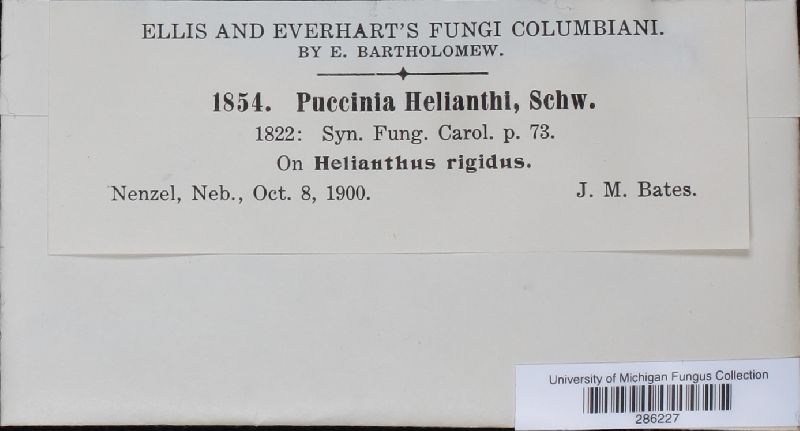 ELLIS AND EVERHART'S FUNGI COLUMBIANI.
BY E. BARTHOLOMEW.
1854. Puccinia Helianthi, Schw.
1822: Syn. Fung. Carol. p. 73.
On Helianthus rigidus.
Nenzel, Neb., Oct. 8, 1900. J. M. Bates.
University of Michigan Fungus Collection
286227